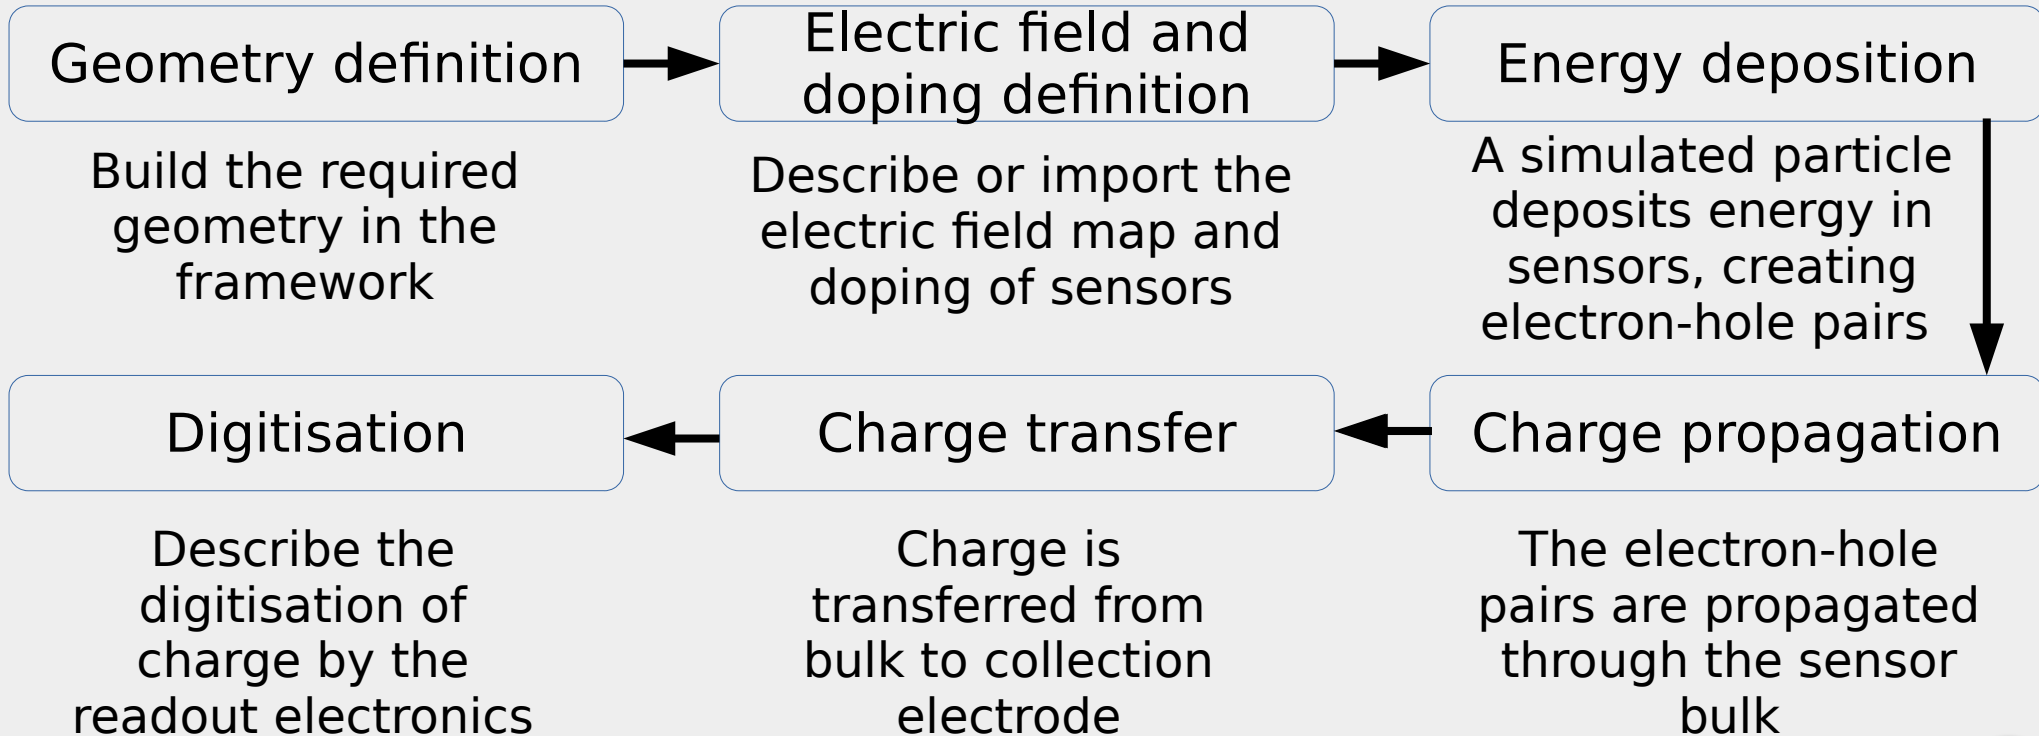 Geometry definition
Build the required
geometry in the
framework
Electric field and
doping definition
Describe or import the
electric field map and
doping of sensors
Energy deposition
A simulated particle
deposits energy in
sensors, creating
electron-hole pairs
Charge propagation
The electron-hole
pairs are propagated
through the sensor
bulk
Charge transfer
Charge is
transferred from
bulk to collection
electrode
Digitisation
Describe the
digitisation of
charge by the
readout electronics